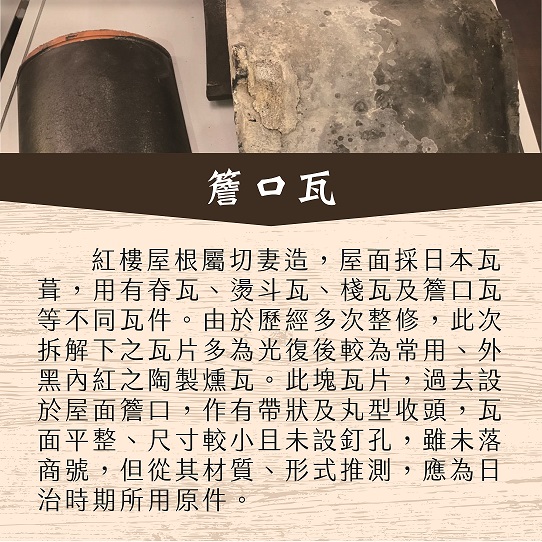 簷口瓦
紅樓屋根屬切妻造，屋面採日本瓦
葺，用有脊瓦、燙斗瓦、棧瓦及簷口瓦
等不同瓦件。由於歷經多次整修，此次
拆解下之瓦片多為光復後較為常用、外
黑內紅之陶製燻瓦。此塊瓦片，過去設
於屋面簷口，作有帶狀及丸型收頭，瓦
面平整、尺寸較小且未設釘孔，雖未落
商號，但從其材質、形式推測，應為日
治時期所用原件。